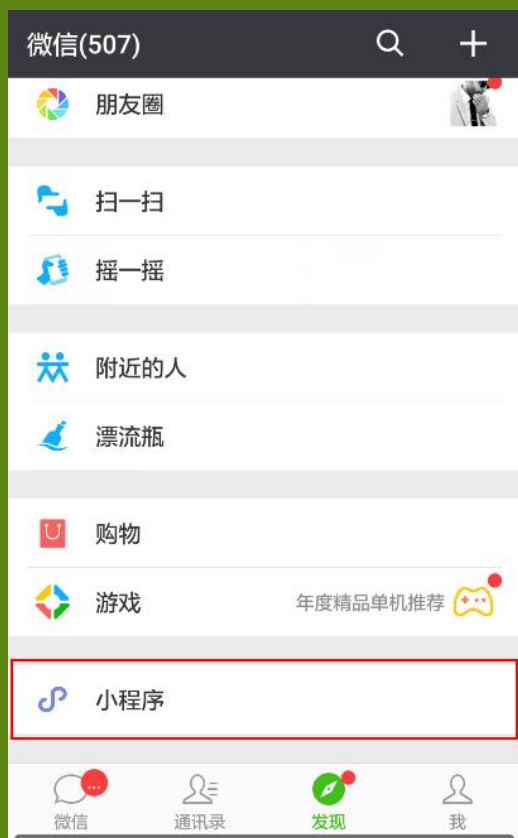 微信(507)
朋友圈
扫一扫
摇一摇
附近的人
漂流瓶
购物
游戏 年度精品单机推荐
小程序
微信 通讯录 发现 我